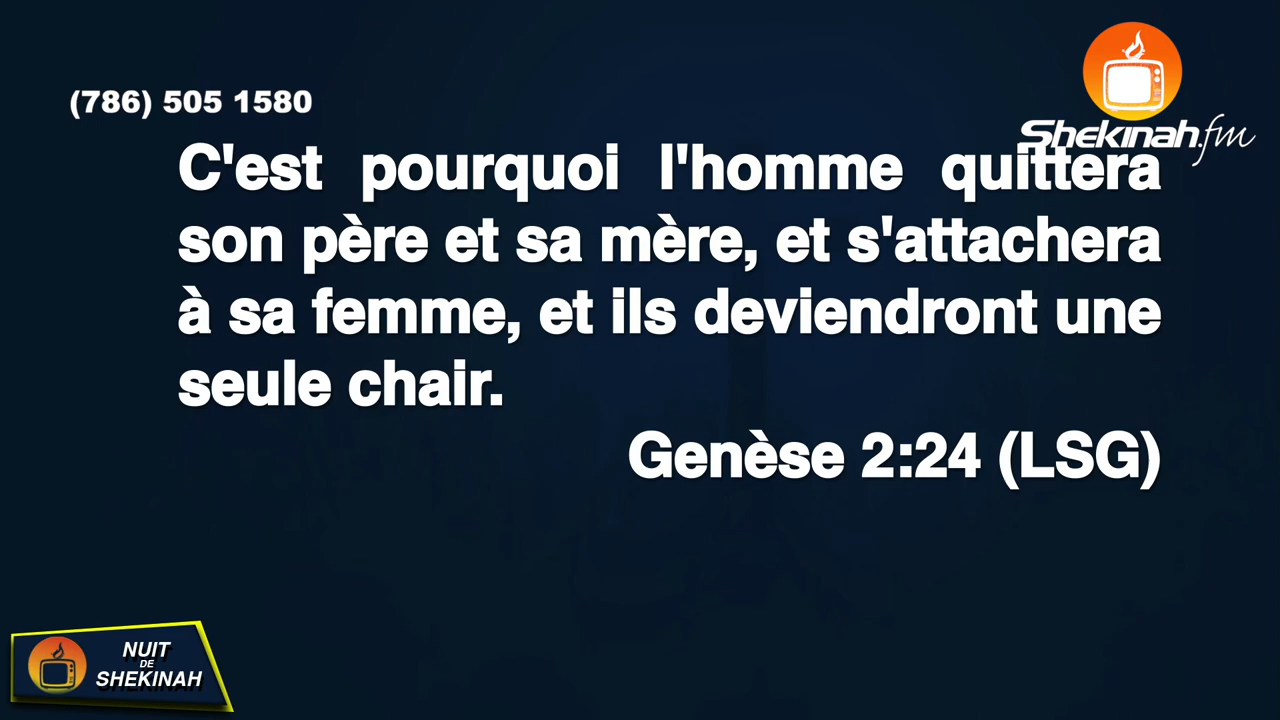 (786) 505 1580
Shekinah.fm
C'est pourquoi l'homme quittera
son père et sa mère, et s'attachera
à sa femme, et ils deviendront une
seule chair.
Genèse 2:24 (LSG)
NUIT
DE
SHEKINAH